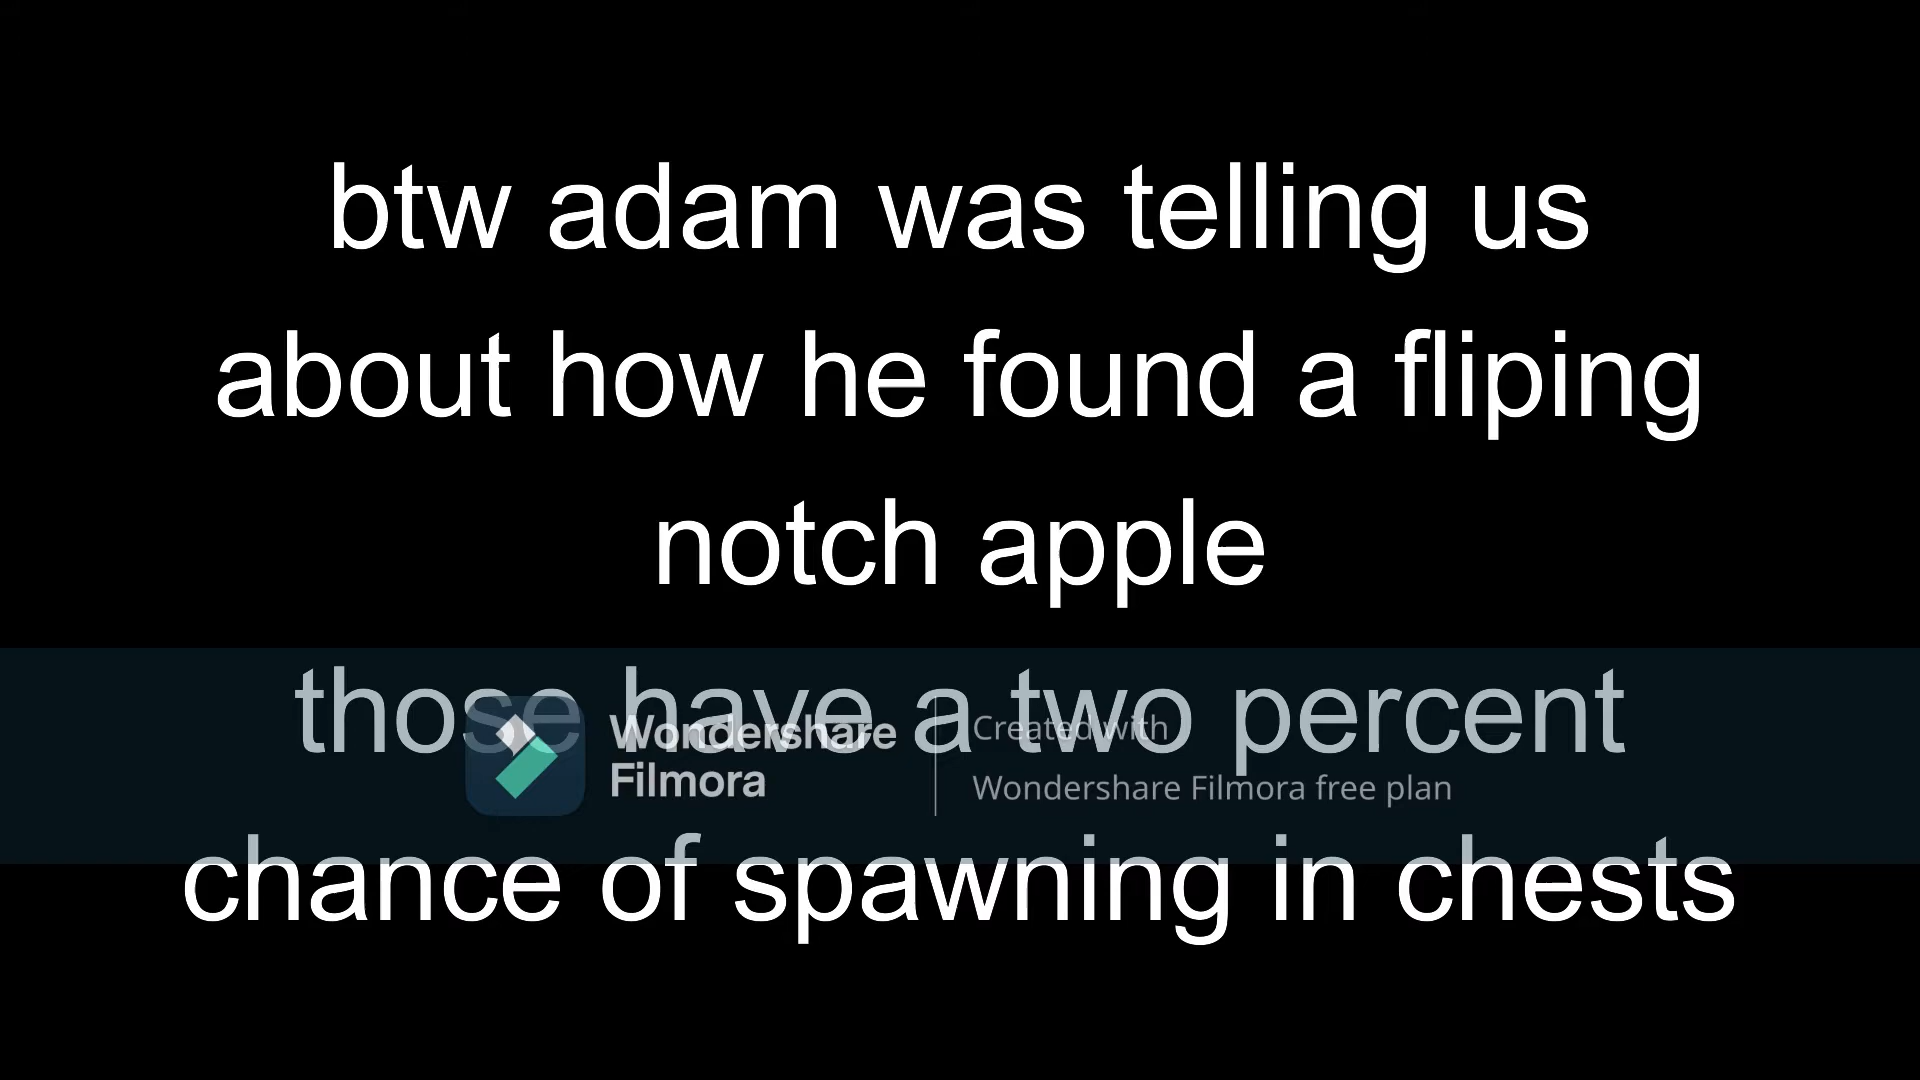 btw adam was telling us
about how he found a fliping
notch apple
those have a two percent
Wondershare
Filmora
Created with
Wondershare Filmora free plan
chance of spawning in chests